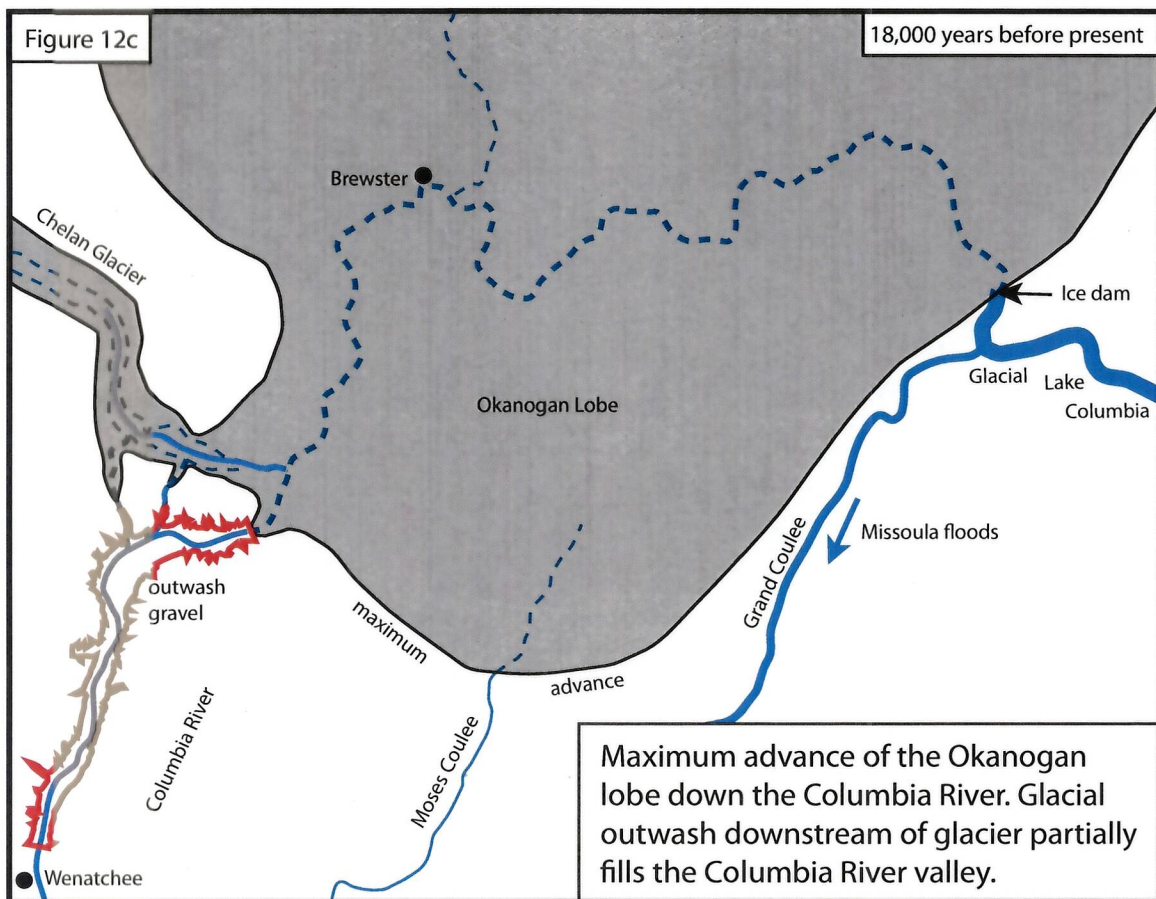 Figure 12c
18,000 years before present
Brewster
Chelan Glacier
Ice dam
Okanogan Lobe
Glacial
Lake
Columbia
Missoula floods
Grand Coulee
outwash
gravel
maximum
advance
Columbia River
Moses Coulee
Maximum advance of the Okanogan
lobe down the Columbia River. Glacial
outwash downstream of glacier partially
fills the Columbia River valley.
Wenatchee